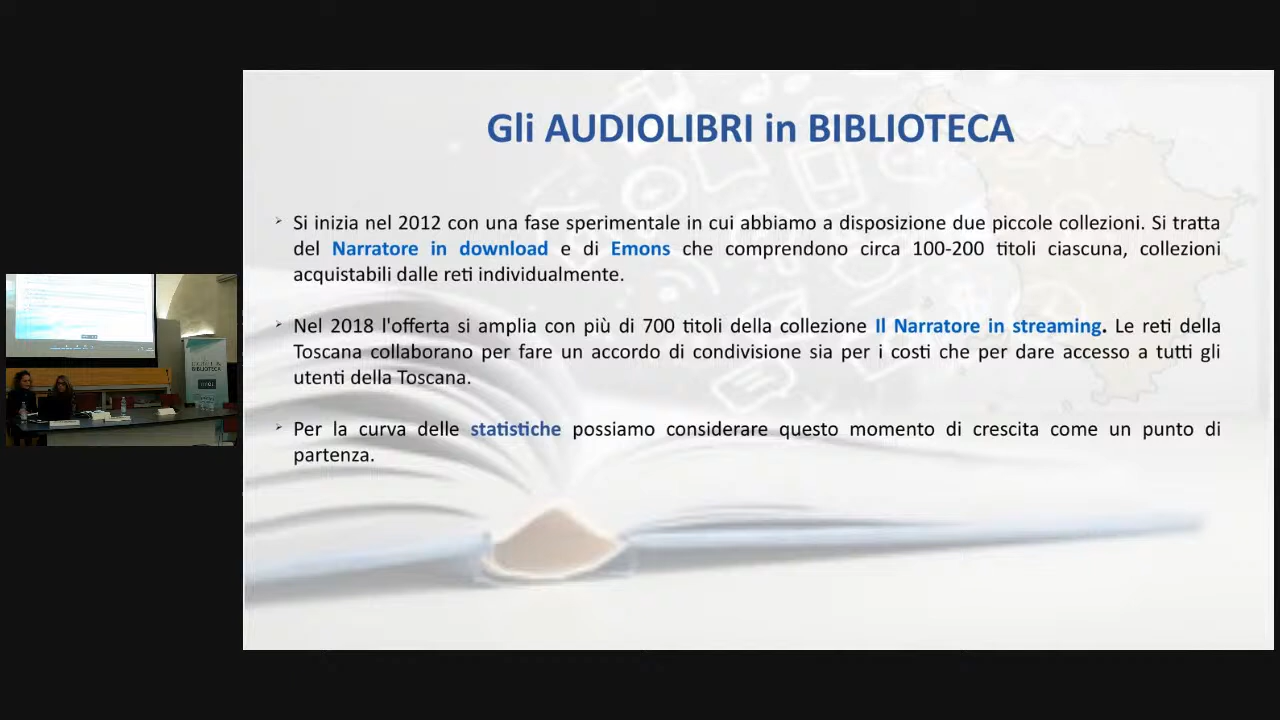 Gli AUDIOLIBRI in BIBLIOTECA
Si inizia nel 2012 con una fase sperimentale in cui abbiamo a disposizione due piccole collezioni. Si tratta
del Narratore in download e di Emons che comprendono circa 100-200 titoli ciascuna, collezioni
acquistabili dalle reti individualmente.
Nel 2018 l'offerta si amplia con più di 700 titoli della collezione Il Narratore in streaming. Le reti della
Toscana collaborano per fare un accordo di condivisione sia per i costi che per dare accesso a tutti gli
utenti della Toscana.
Per la curva delle statistiche possiamo considerare questo momento di crescita come un punto di
partenza.
BIBLIOTECA